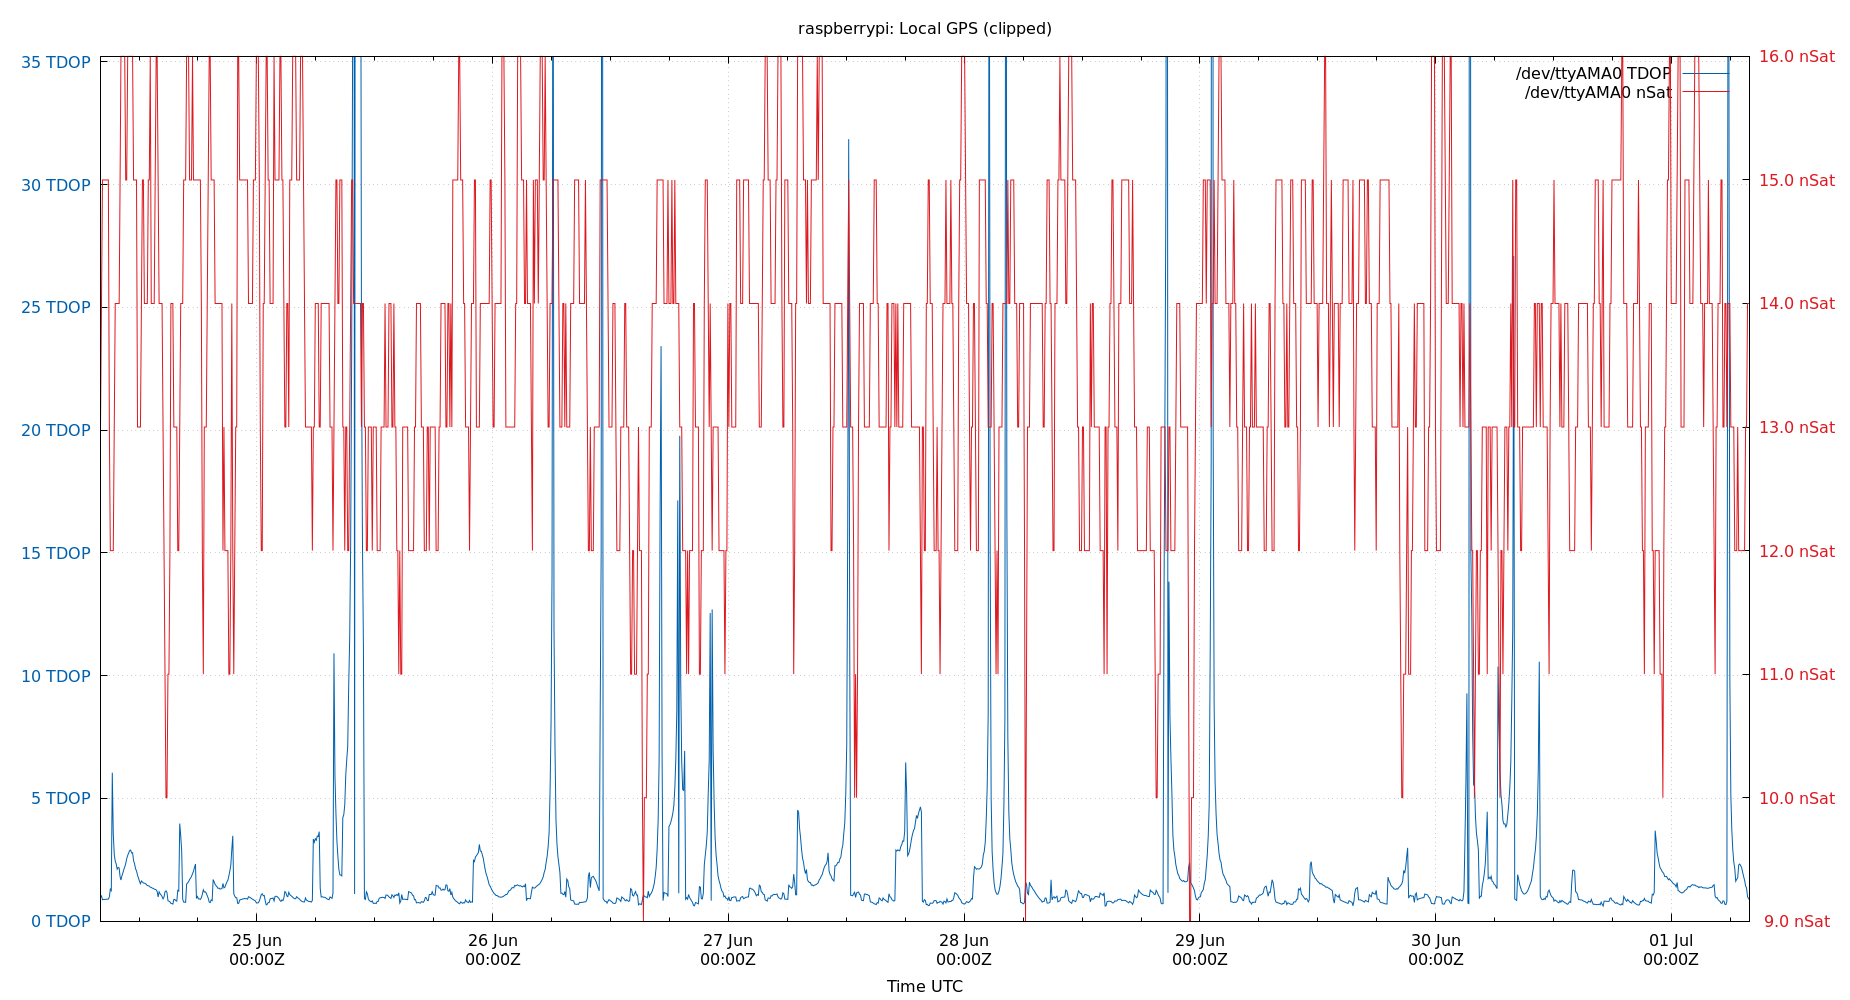 raspberrypi: Local GPS (clipped)
35 TDOP
30 TDOP
25 TDOP
20 TDOP
15 TDOP
10 TDOP
5 TDOP
0 TDOP
16.0 nSat
15.0 nSat
14.0 nSat
13.0 nSat
12.0 nSat
11.0 nSat
10.0 nSat
9.0 nSat
/dev/ttyAMA0 TDOP
/dev/ttyAMA0 nSat
25 Jun
00:00Z
26 Jun
00:00Z
27 Jun
00:00Z
28 Jun
00:00Z
29 Jun
00:00Z
30 Jun
00:00Z
01 Jul
00:00Z
Time UTC